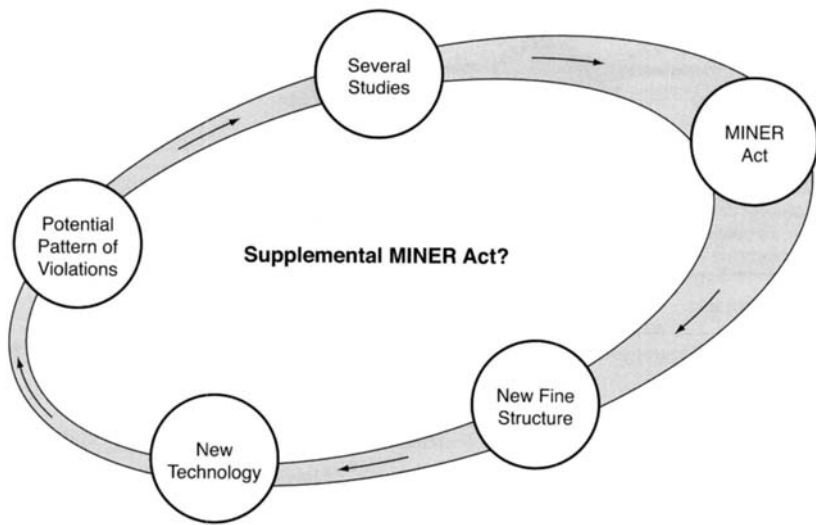 Several
Studies
MINER
Act
Potential
Pattern of
Violations
Supplemental MINER Act?
New Fine
Structure
New
Technology